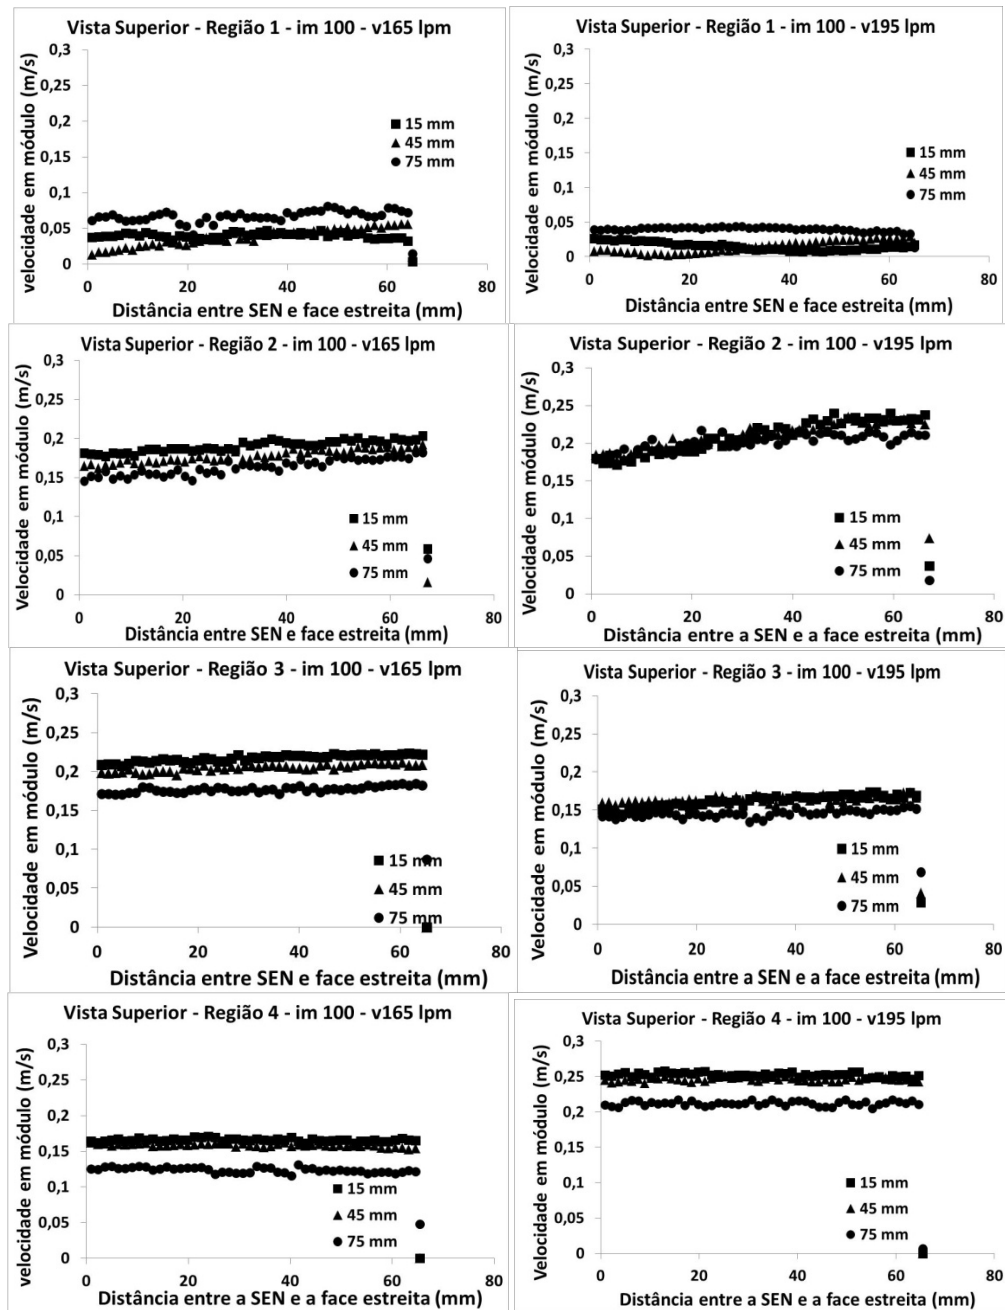 Vista Superior - Região 1 - im 100 - v165 lpm
velocidade em módulo (m/s)
0,3
0,25
0,2
0,15
0,1
0,05
0
15 mm
45 mm
75 mm
0 20 40 60 80
Distância entre SEN e face estreita (mm)
Vista Superior - Região 1 - im 100 - v195 lpm
Velocidade em módulo (m/s)
0,3
0,25
0,2
0,15
0,1
0,05
0
15 mm
45 mm
75 mm
0 20 40 60 80
Distância entre SEN e face estreita (mm)
Vista Superior - Região 2 - im 100 - v165 lpm
Velocidade em módulo (m/s)
0,3
0,25
0,2
0,15
0,1
0,05
0
15 mm
45 mm
75 mm
0 20 40 60 80
Distância entre SEN e face estreita (mm)
Vista Superior - Região 2 - im 100 - v195 lpm
Velocidade em módulo (m/s)
0,3
0,25
0,2
0,15
0,1
0,05
0
15 mm
45 mm
75 mm
0 20 40 60 80
Distância entre a SEN e a face estreita (mm)
Vista Superior - Região 3 - im 100 - v165 lpm
Velocidade em módulo (m/s)
0,3
0,25
0,2
0,15
0,1
0,05
0
15 mm
45 mm
75 mm
0 20 40 60 80
Distância entre SEN e face estreita (mm)
Vista Superior - Região 3 - im 100 - v195 lpm
Velocidade em módulo (m/s)
0,3
0,25
0,2
0,15
0,1
0,05
0
15 mm
45 mm
75 mm
0 20 40 60 80
Distância entre a SEN e a face estreita (mm)
Vista Superior - Região 4 - im 100 - v165 lpm
velocidade em módulo (m/s)
0,3
0,25
0,2
0,15
0,1
0,05
0
15 mm
45 mm
75 mm
0 20 40 60 80
Distância entre a SEN e a face estreita (mm)
Vista Superior - Região 4 - im 100 - v195 lpm
Velocidade em módulo (m/s)
0,3
0,25
0,2
0,15
0,1
0,05
0
15 mm
45 mm
75 mm
0 20 40 60 80
Distância entre a SEN e a face estreita (mm)